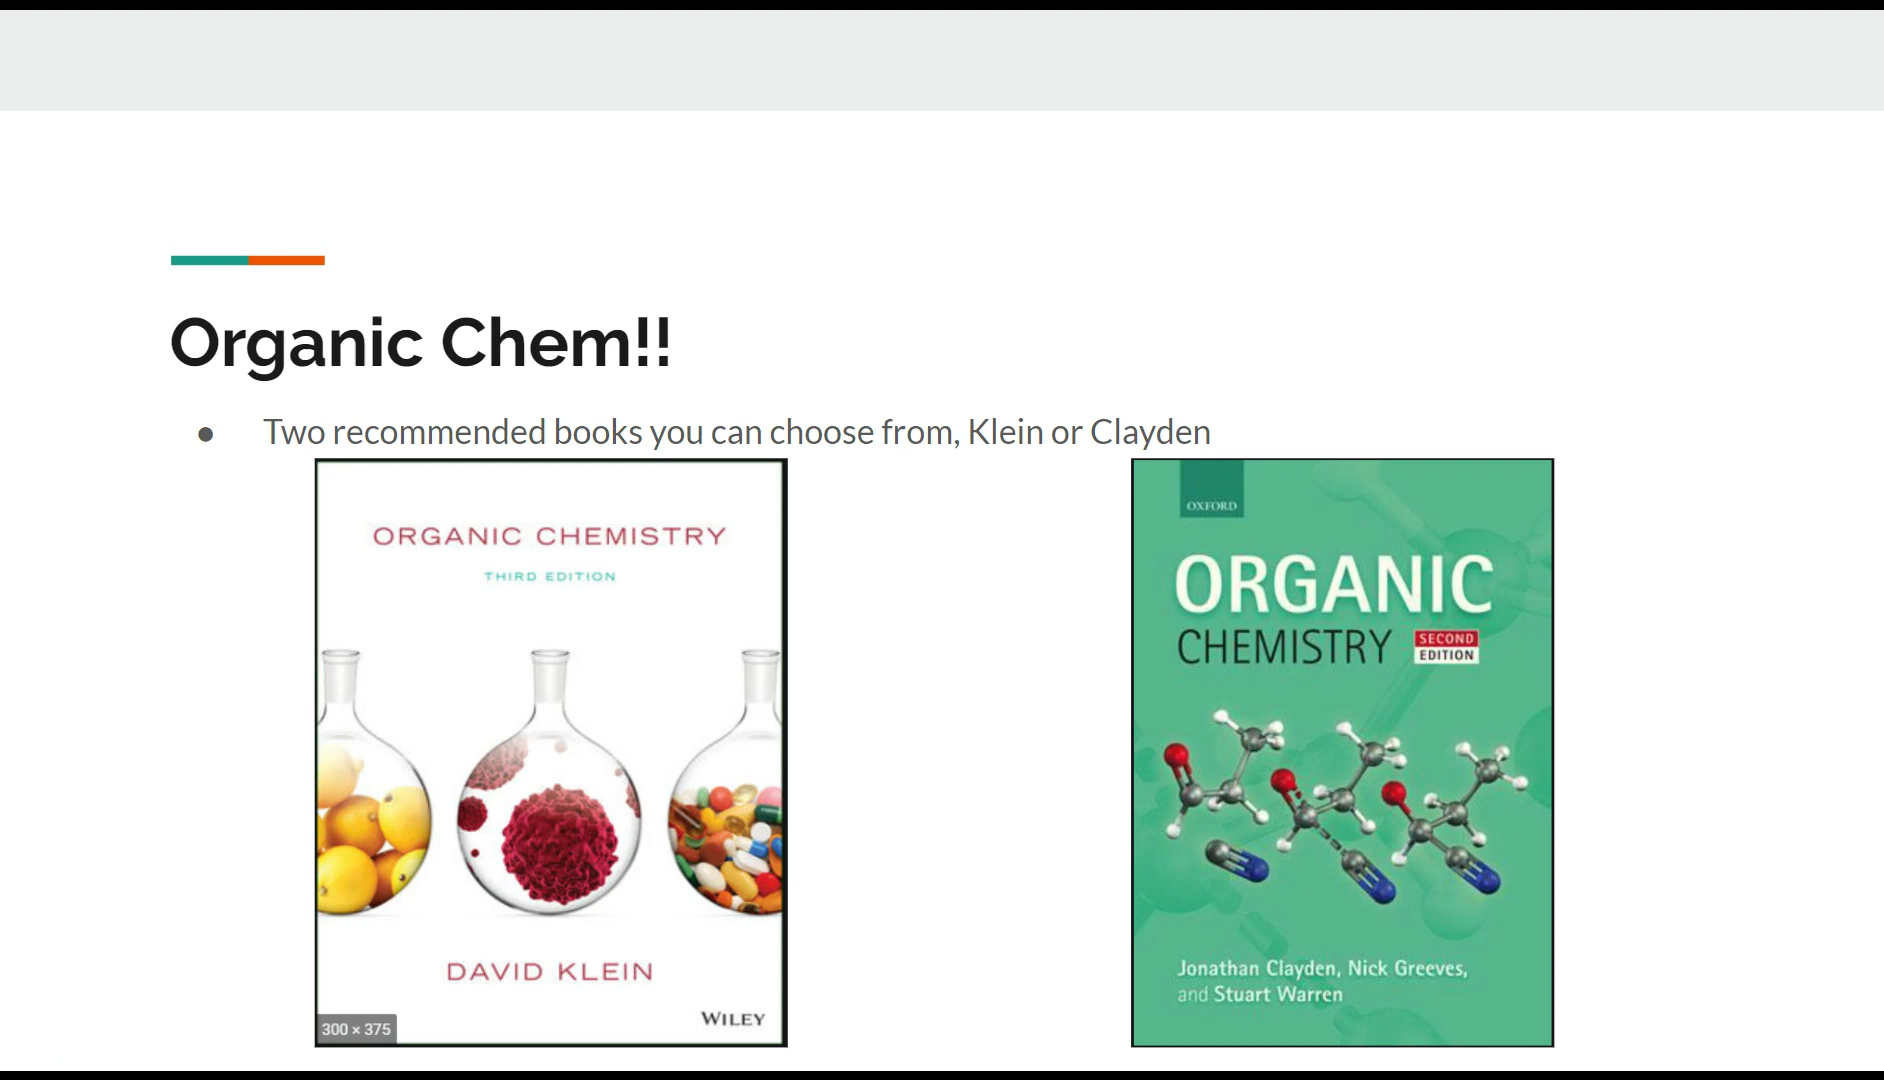 Organic Chem!!
● Two recommended books you can choose from, Klein or Clayden
ORGANIC CHEMISTRY
THIRD EDITION
DAVID KLEIN
WILEY
300 × 375
OXFORD
ORGANIC
CHEMISTRY SECOND
EDITION
Jonathan Clayden, Nick Greeves,
and Stuart Warren